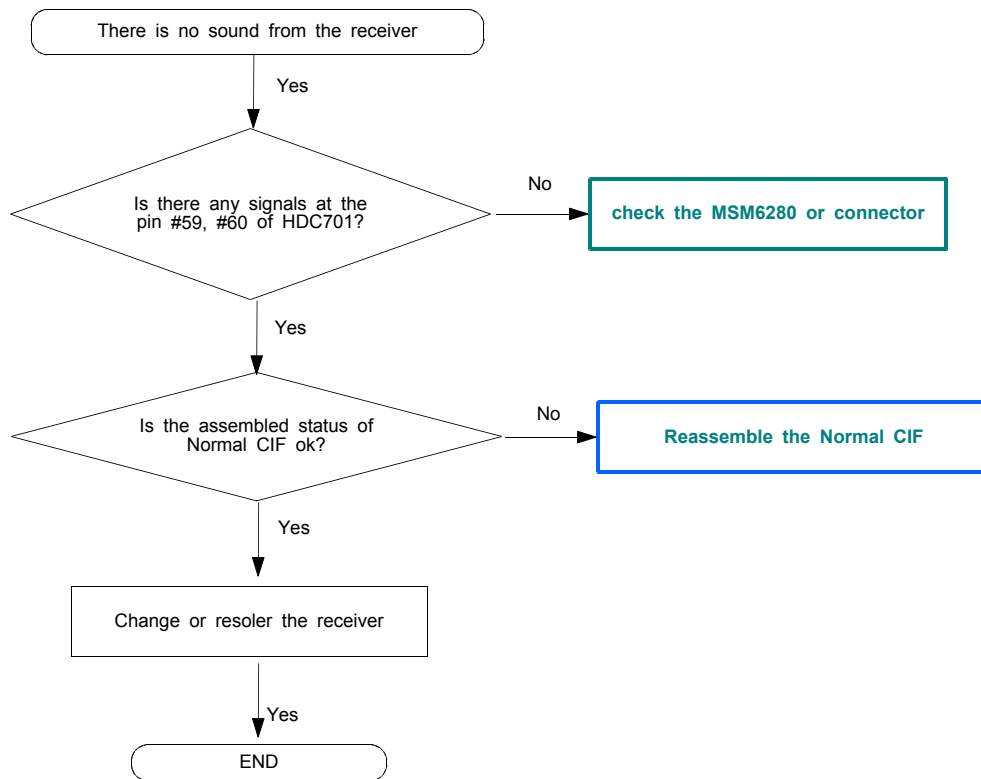 There is no sound from the receiver
Yes
Is there any signals at the
pin #59, #60 of HDC701?
No
check the MSM6280 or connector
Yes
Is the assembled status of
Normal CIF ok?
No
Reassemble the Normal CIF
Yes
Change or resoler the receiver
Yes
END